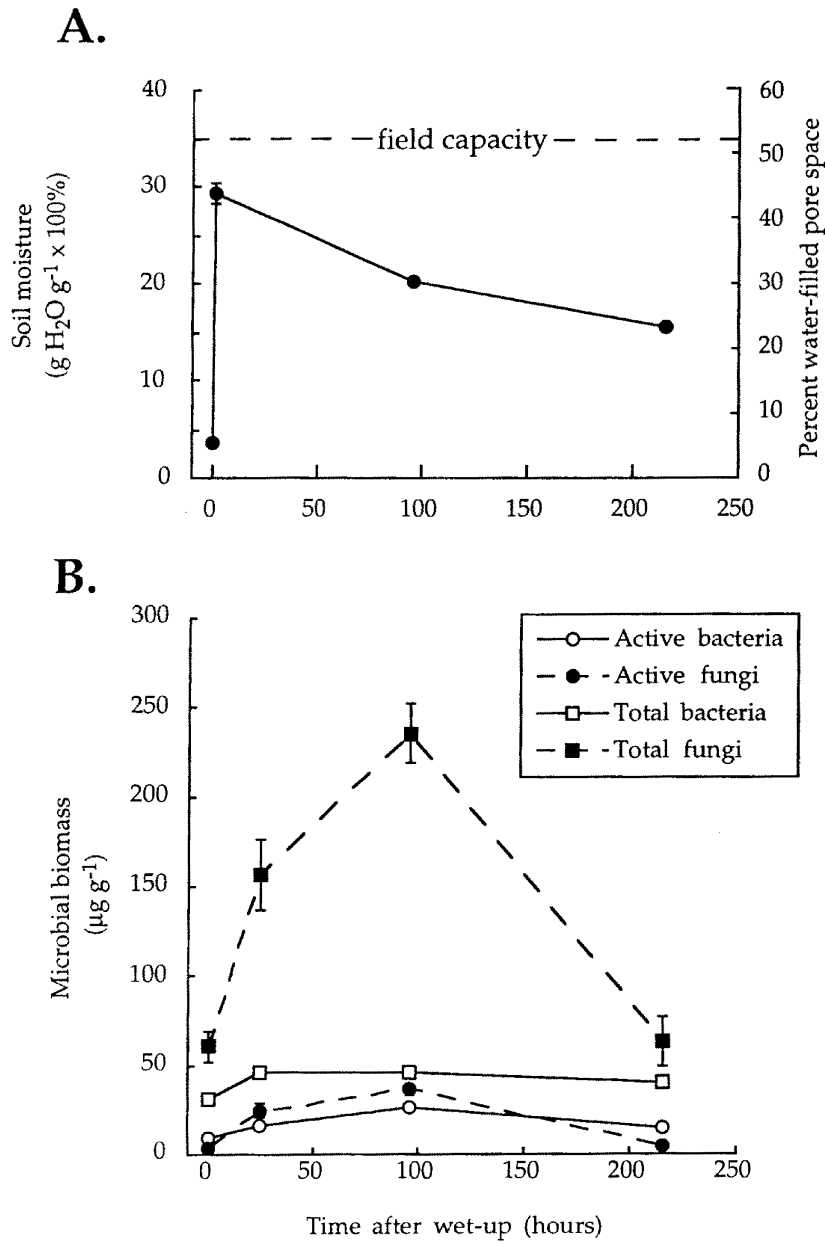 A.
Soil moisture
(g H₂O g⁻¹ x 100%)
40
30
20
10
0
field capacity
60
50
40
30
20
10
0
Percent water-filled pore space
0
50
100
150
200
250
B.
Microbial biomass
(µg g⁻¹)
300
250
200
150
100
50
0
Active bacteria
Active fungi
Total bacteria
Total fungi
0
50
100
150
200
250
Time after wet-up (hours)